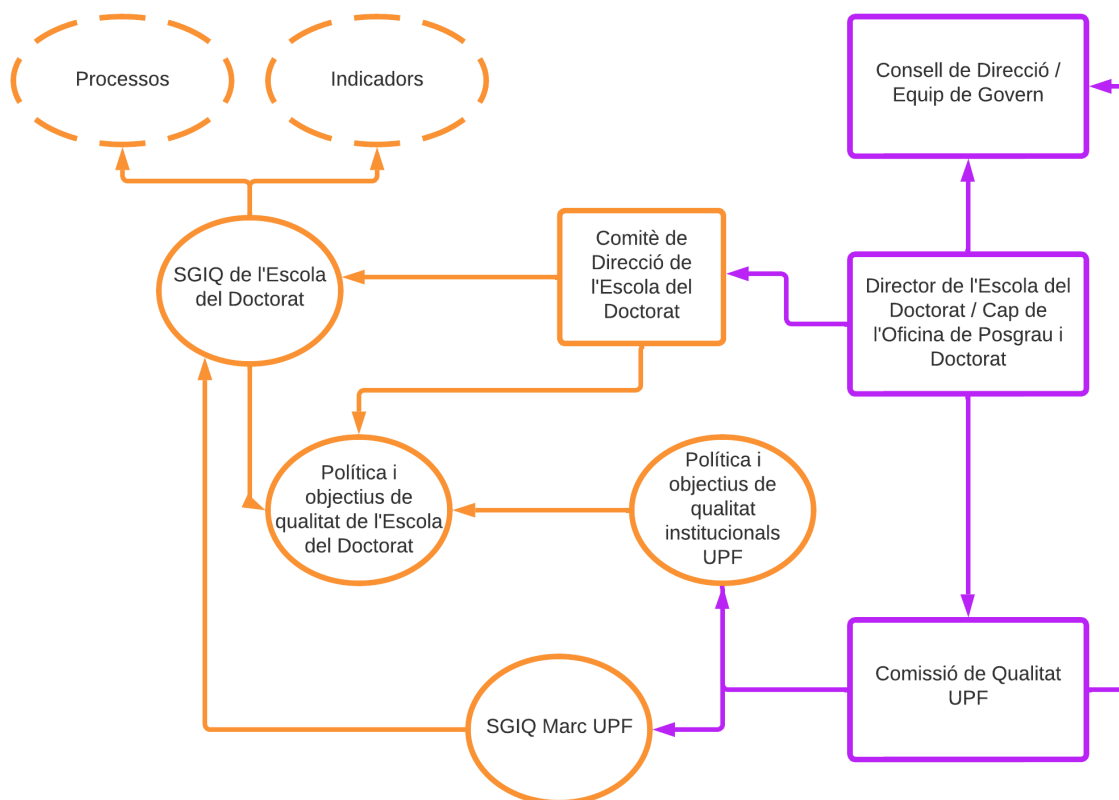 Processos
Indicadors
Consell de Direcció /
Equip de Govern
SGIQ de l'Escola
del Doctorat
Comitè de
Direcció de
l'Escola del
Doctorat
Director de l'Escola del
Doctorat / Cap de
l'Oficina de Posgrau i
Doctorat
Política i
objectius de
qualitat de l'Escola
del Doctorat
Política i
objectius de
qualitat
institucionals
UPF
SGIQ Marc UPF
Comissió de Qualitat
UPF